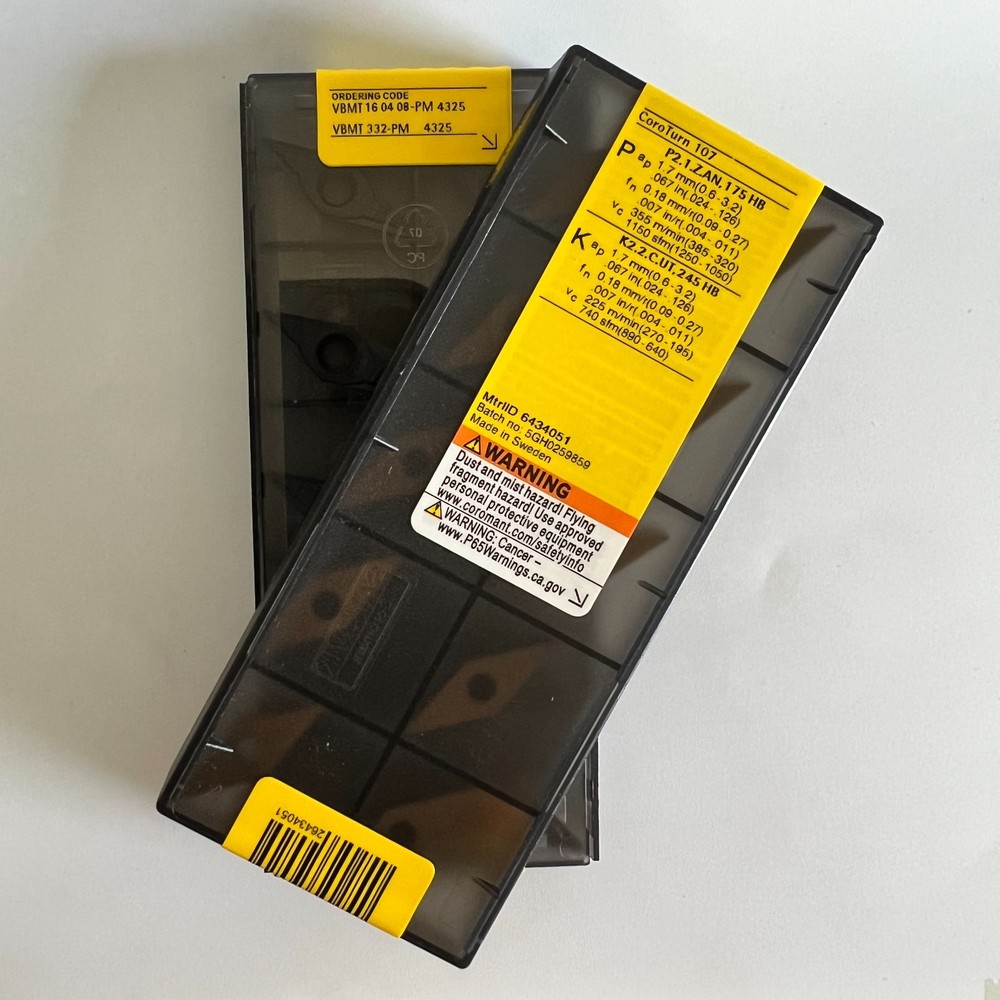 ORDERING CODE
VBMT 16 04 08-PM 4325
VBMT 332-PM 4325
07
PC
CoroTurn 107
P2.1.Z.AN.175 HB
P ap 1.7 mm(0.6-3.2)
.067 in(.024-.126)
fn 0.18 mm/r(0.09-0.27)
.007 in/r(.004-.011)
vc 355 m/min(385-320)
1150 sfm(1250-1050)
K2.2.C.UT.245 HB
K ap 1.7 mm(0.6-3.2)
.067 in(.024-.126)
fn 0.18 mm/r(0.09-0.27)
.007 in/r(.004-.011)
vc 225 m/min(270-195)
740 sfm(890-640)
MtrlID 6434051
Batch no: 5GH0259859
Made in Sweden
WARNING
Dust and mist hazard! Flying
fragment hazard! Use approved
personal protective equipment
www.coromant.com/safetyinfo
WARNING: Cancer –
www.P65Warnings.ca.gov
26434051